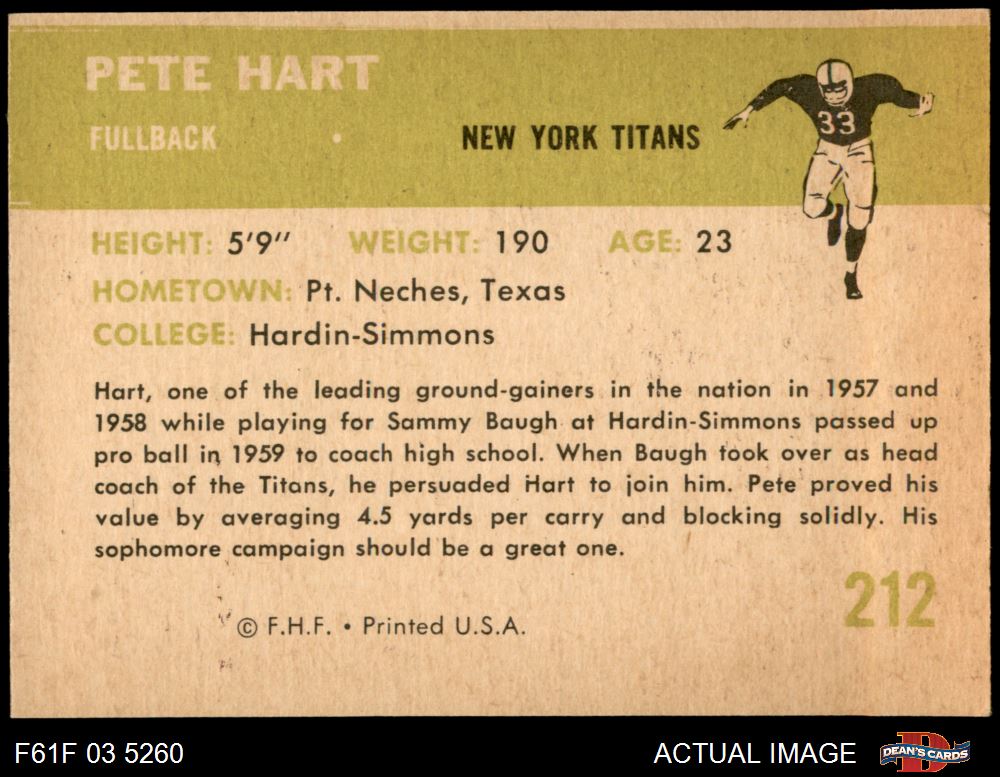 PETE HART
FULLBACK • NEW YORK TITANS
33
HEIGHT: 5'9" WEIGHT: 190 AGE: 23
HOMETOWN: Pt. Neches, Texas
COLLEGE: Hardin-Simmons
Hart, one of the leading ground-gainers in the nation in 1957 and
1958 while playing for Sammy Baugh at Hardin-Simmons passed up
pro ball in 1959 to coach high school. When Baugh took over as head
coach of the Titans, he persuaded Hart to join him. Pete proved his
value by averaging 4.5 yards per carry and blocking solidly. His
sophomore campaign should be a great one.
212
© F.H.F. • Printed U.S.A.
F61F 03 5260 ACTUAL IMAGE D DEAN'S CARDS